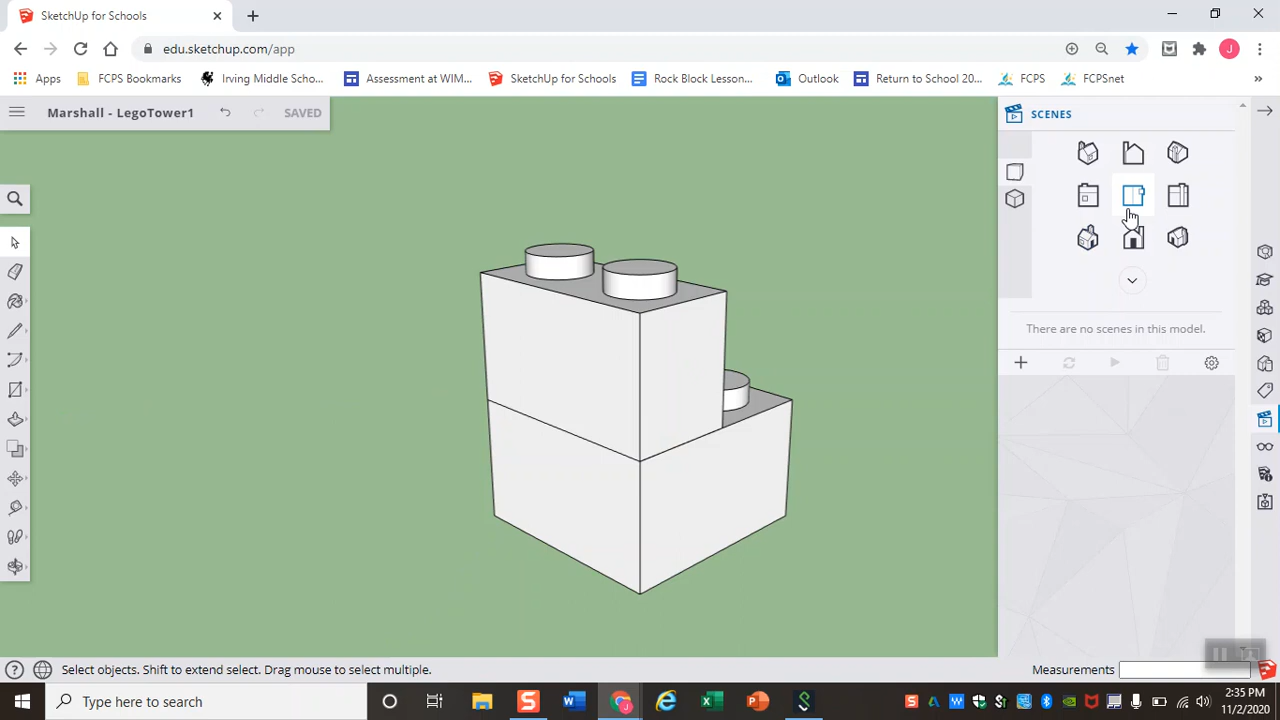 SketchUp for Schools
edu.sketchup.com/app
J
Apps FCPS Bookmarks Irving Middle Scho... Assessment at WIM... SketchUp for Schools Rock Block Lesson... Outlook Return to School 20... FCPS FCPSnet »
Marshall - LegoTower1 SAVED
SCENES
There are no scenes in this model.
Select objects. Shift to extend select. Drag mouse to select multiple.
Measurements
Type here to search
2:35 PM
11/2/2020